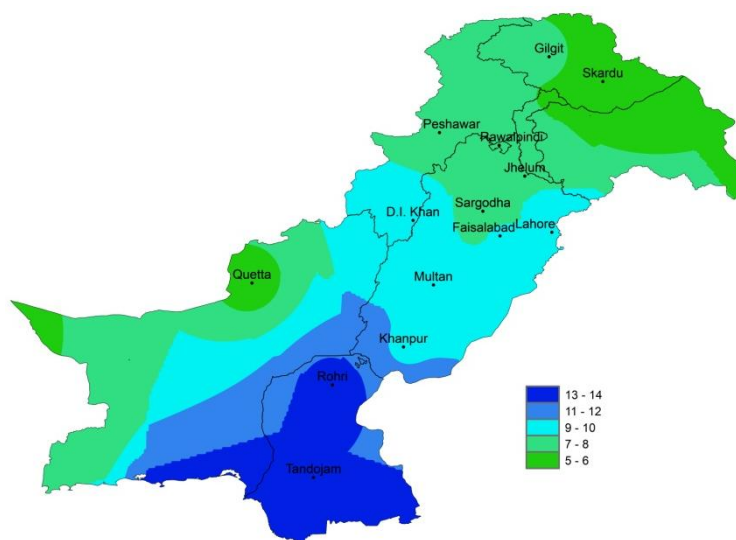 Gilgit
Skardu
Peshawar
Rawalpindi
Jhelum
Sargodha
D.I. Khan
Faisalabad
Lahore
Quetta
Multan
Khanpur
Rohri
Tandojam
13 - 14
11 - 12
9 - 10
7 - 8
5 - 6